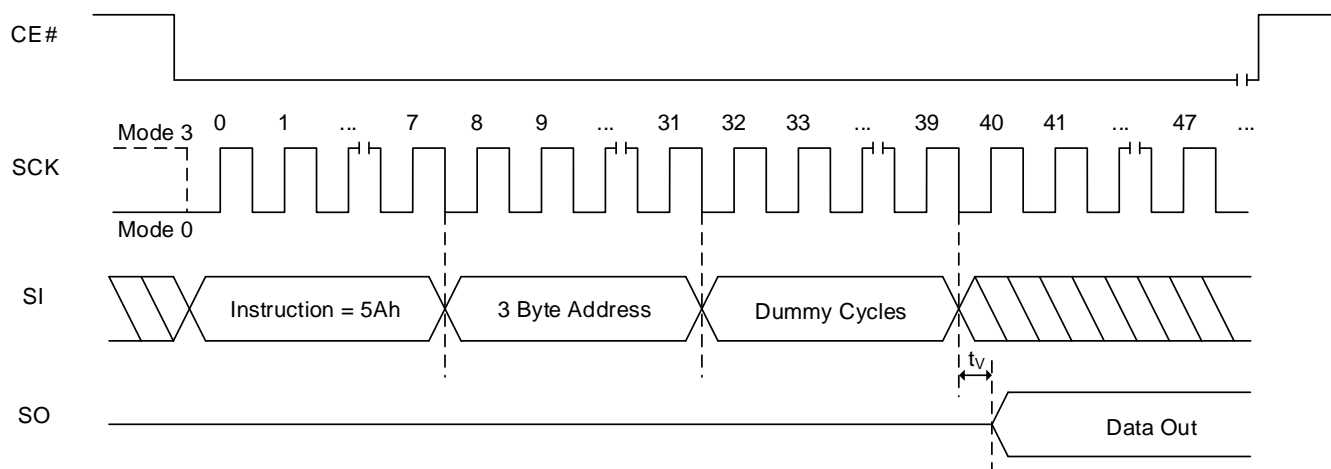 CE#
0 1 ... 7 8 9 ... 31 32 33 ... 39 40 41 ... 47 ...
Mode 3
SCK
Mode 0
SI
Instruction = 5Ah
3 Byte Address
Dummy Cycles
tV
SO
Data Out